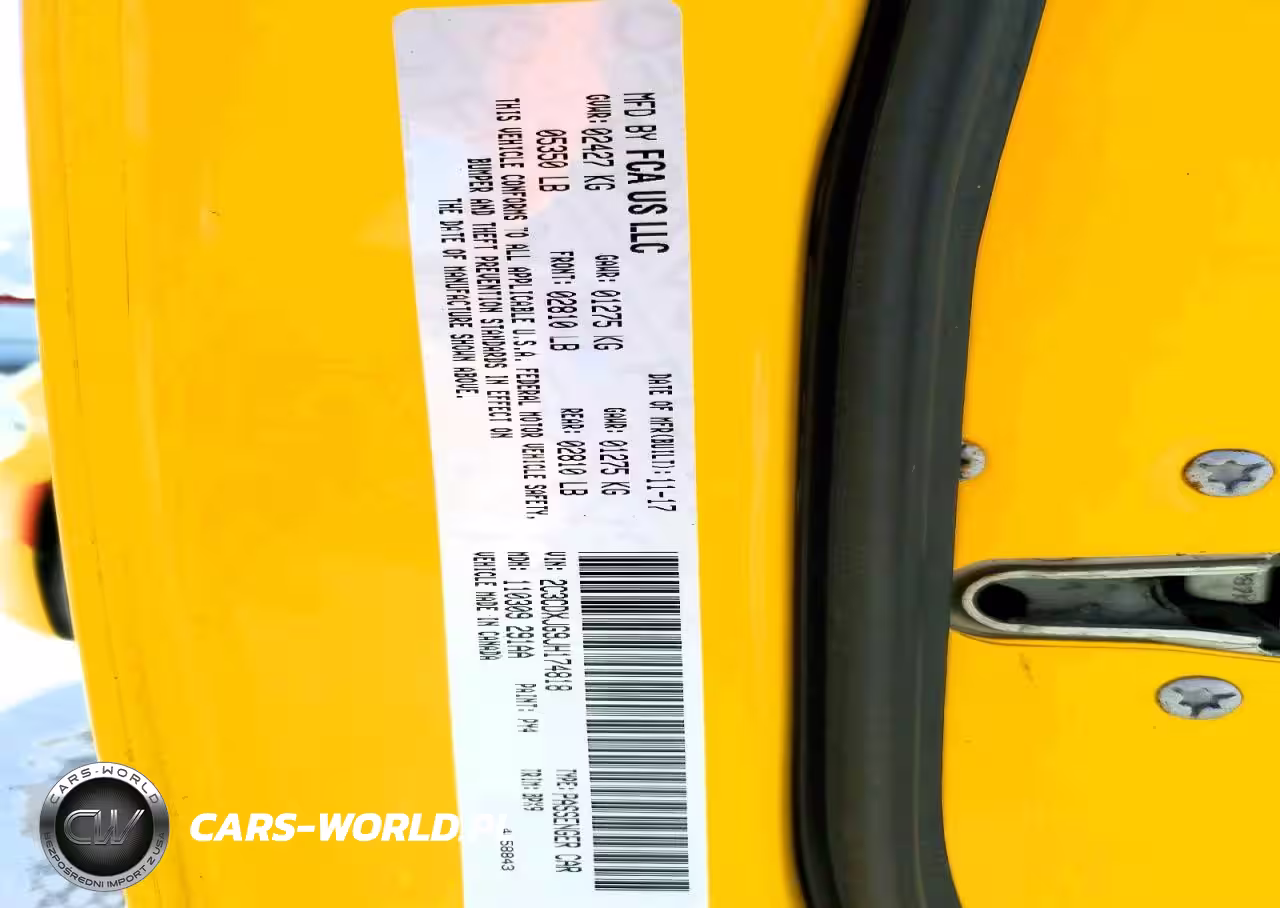 MFD BY FCA US LLC
DATE OF MFR(BUILT): 11-17
GVWR: 02427 KG
GAWR: 01275 KG
GAWR: 01275 KG
05350 LB
FRONT: 02810 LB
REAR: 02810 LB
THIS VEHICLE CONFORMS TO ALL APPLICABLE U.S.A. FEDERAL MOTOR VEHICLE SAFETY,
BUMPER AND THEFT PREVENTION STANDARDS IN EFFECT ON
THE DATE OF MANUFACTURE SHOWN ABOVE.
VIN: 2C3CDXJG9JH174818
TYPE: PASSENGER CAR
MDH: 110309 291AA
PAINT: PY4
TRIM: BPX9
VEHICLE MADE IN CANADA
4 58843
CARS-WORLD
CW
BEZPOŚREDNI IMPORT Z USA
CARS-WORLD.PL